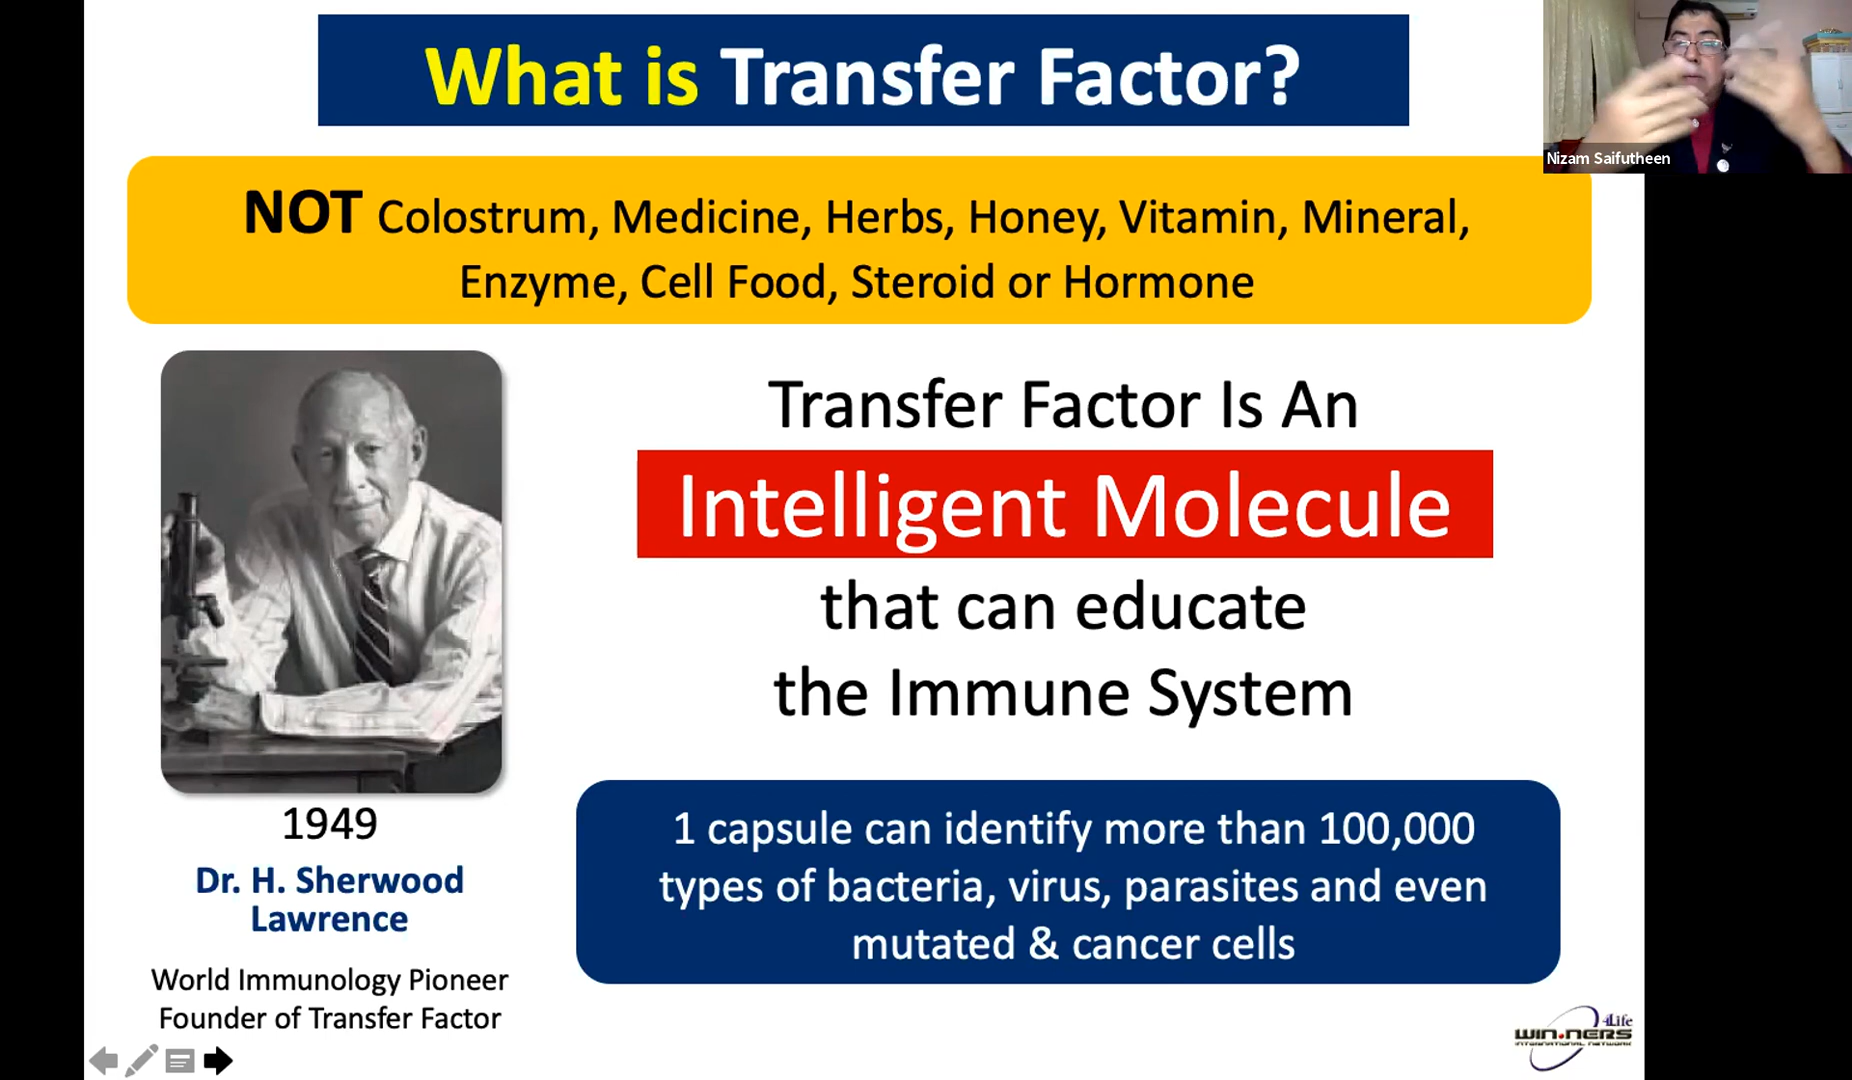 What is Transfer Factor?
Nizam Saifutheen
NOT Colostrum, Medicine, Herbs, Honey, Vitamin, Mineral,
Enzyme, Cell Food, Steroid or Hormone
Transfer Factor Is An
Intelligent Molecule
that can educate
the Immune System
1949
Dr. H. Sherwood
Lawrence
World Immunology Pioneer
Founder of Transfer Factor
1 capsule can identify more than 100,000
types of bacteria, virus, parasites and even
mutated & cancer cells
4Life
WIN.NERS
INTERNATIONAL NETWORK